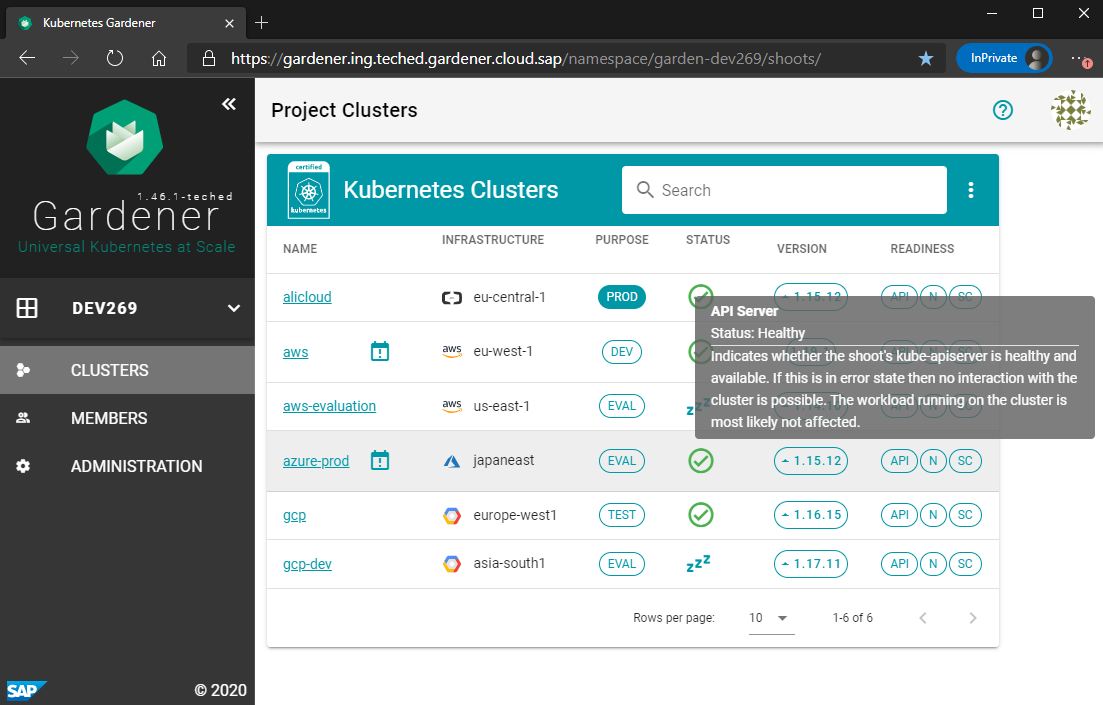 Kubernetes Gardener
https://gardener.ing.teched.gardener.cloud.sap/namespace/garden-dev269/shoots/
InPrivate
1.46.1-teched
Gardener
Universal Kubernetes at Scale
DEV269
CLUSTERS
MEMBERS
ADMINISTRATION
SAP
© 2020
Project Clusters
certified
kubernetes
Kubernetes Clusters
Search
NAME INFRASTRUCTURE PURPOSE STATUS VERSION READINESS
alicloud eu-central-1 PROD 1.15.12 API N SC
aws aws eu-west-1 DEV
aws-evaluation aws us-east-1 EVAL zzZ
API Server
Status: Healthy
Indicates whether the shoot's kube-apiserver is healthy and
available. If this is in error state then no interaction with the
cluster is possible. The workload running on the cluster is
most likely not affected.
azure-prod japaneast EVAL 1.15.12 API N SC
gcp europe-west1 TEST 1.16.15 API N SC
gcp-dev asia-south1 EVAL zzZ 1.17.11 API N SC
Rows per page: 10 1-6 of 6